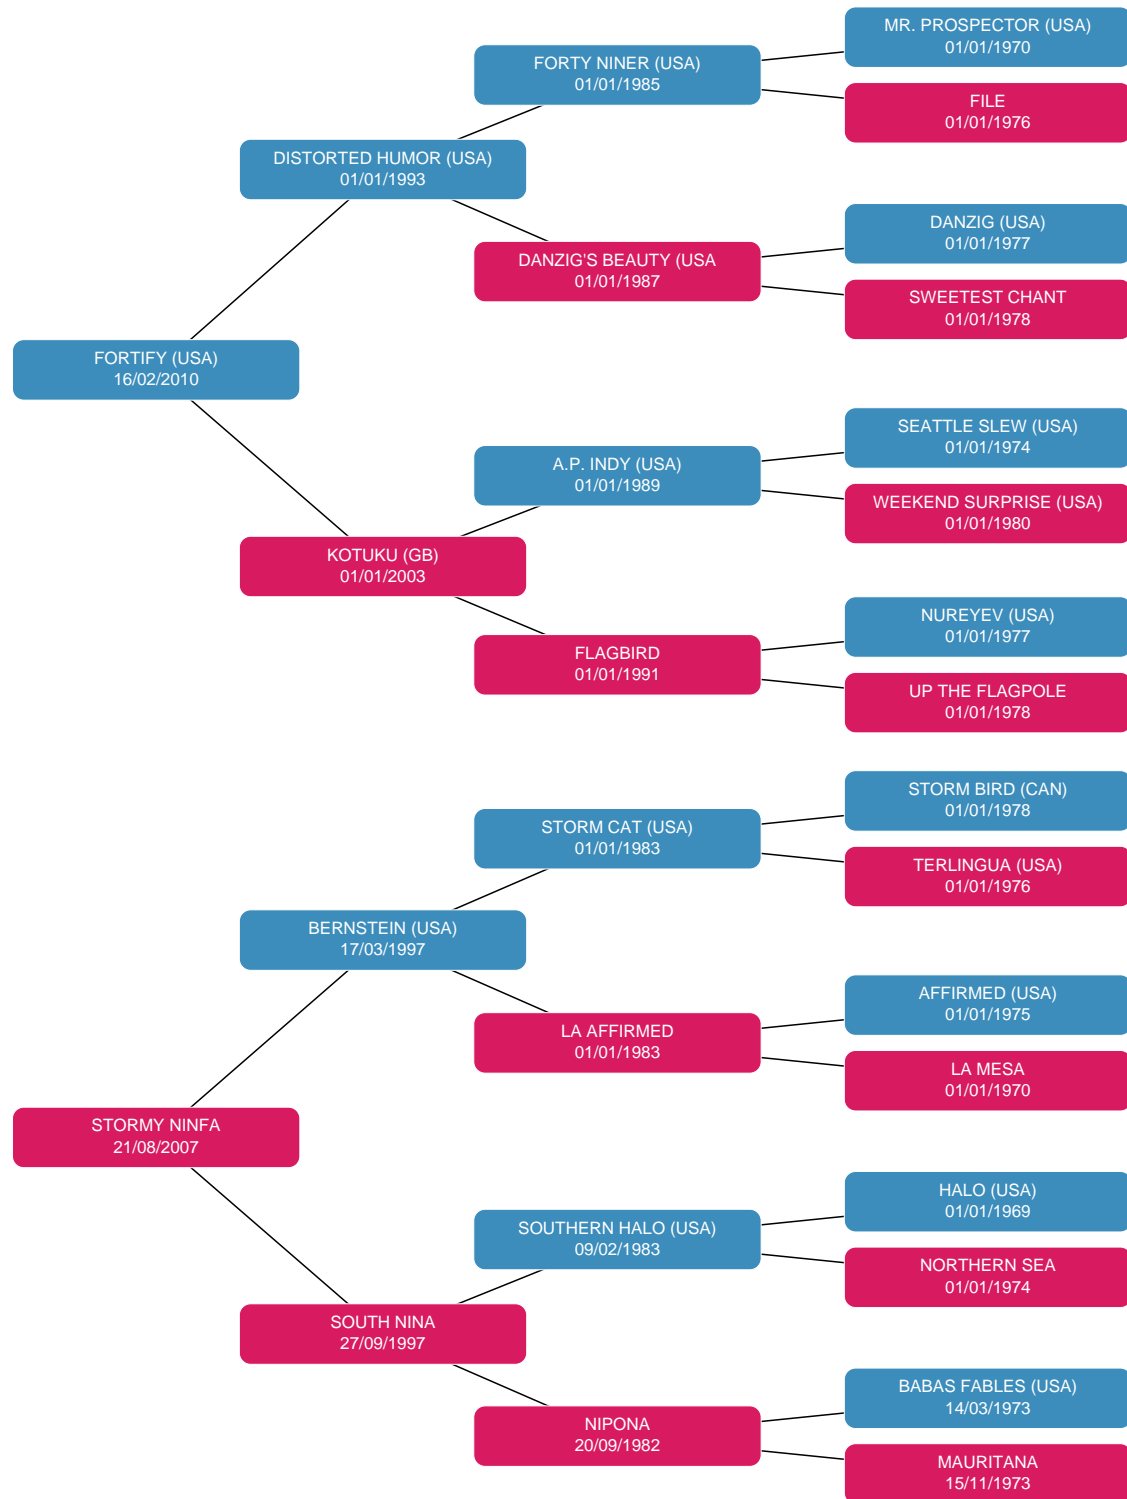 MR. PROSPECTOR (USA)
01/01/1970
FORTY NINER (USA)
01/01/1985
FILE
01/01/1976
DISTORTED HUMOR (USA)
01/01/1993
DANZIG (USA)
01/01/1977
DANZIG'S BEAUTY (USA
01/01/1987
SWEETEST CHANT
01/01/1978
FORTIFY (USA)
16/02/2010
SEATTLE SLEW (USA)
01/01/1974
A.P. INDY (USA)
01/01/1989
WEEKEND SURPRISE (USA)
01/01/1980
KOTUKU (GB)
01/01/2003
NUREYEV (USA)
01/01/1977
FLAGBIRD
01/01/1991
UP THE FLAGPOLE
01/01/1978
STORM BIRD (CAN)
01/01/1978
STORM CAT (USA)
01/01/1983
TERLINGUA (USA)
01/01/1976
BERNSTEIN (USA)
17/03/1997
AFFIRMED (USA)
01/01/1975
LA AFFIRMED
01/01/1983
LA MESA
01/01/1970
STORMY NINFA
21/08/2007
HALO (USA)
01/01/1969
SOUTHERN HALO (USA)
09/02/1983
NORTHERN SEA
01/01/1974
SOUTH NINA
27/09/1997
BABAS FABLES (USA)
14/03/1973
NIPONA
20/09/1982
MAURITANA
15/11/1973